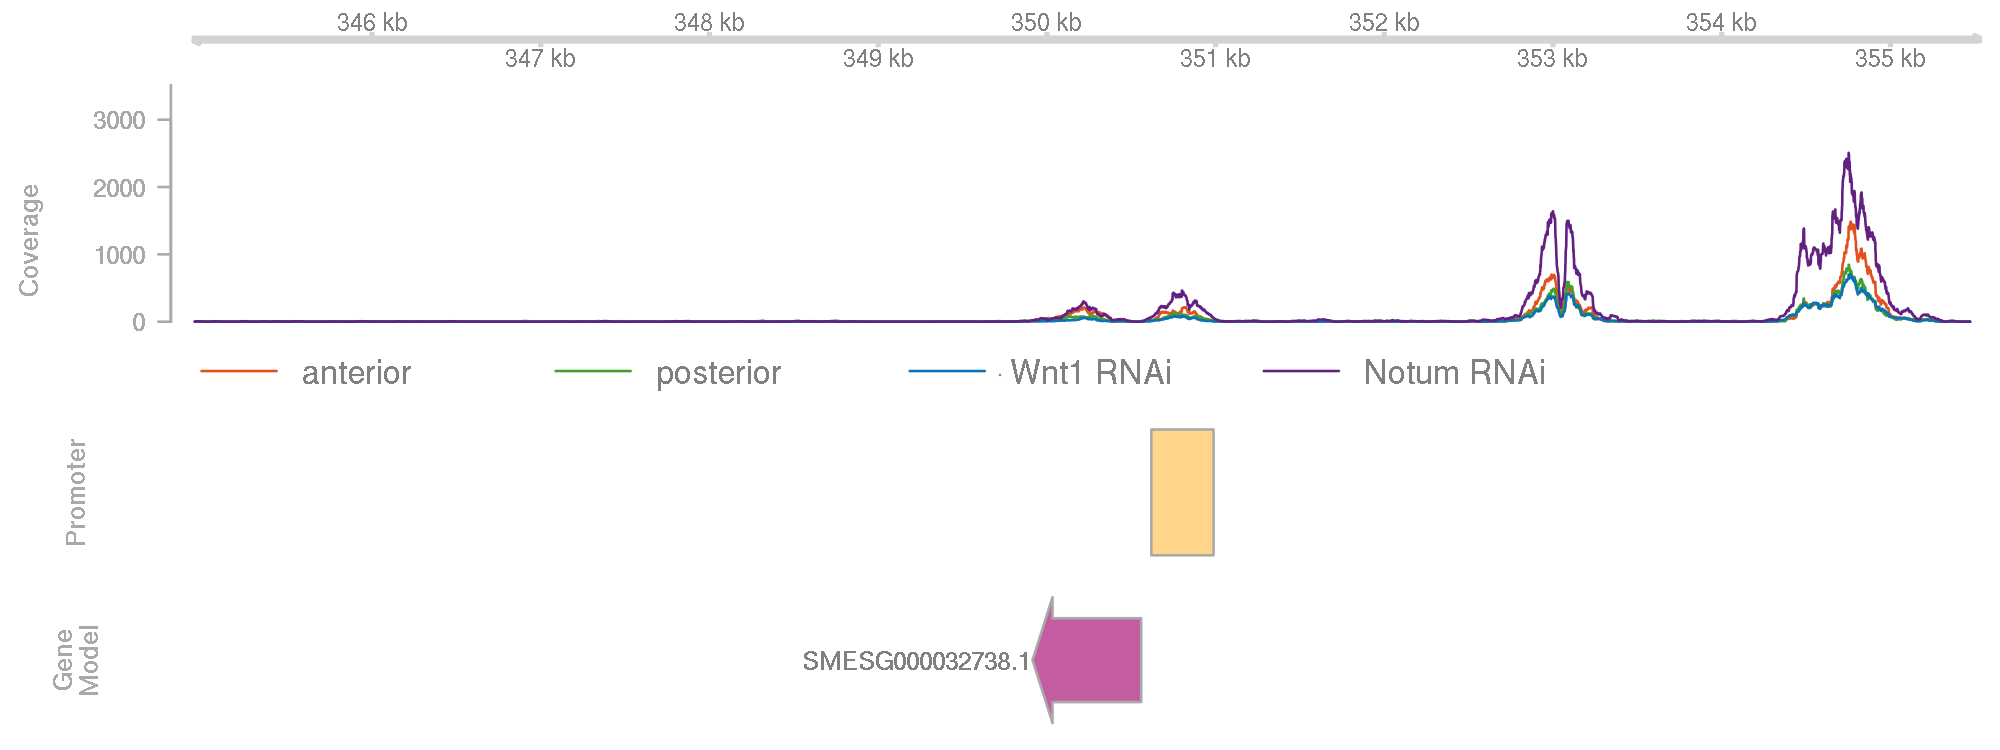 346 kb 348 kb 350 kb 352 kb 354 kb
347 kb 349 kb 351 kb 353 kb 355 kb
Coverage
3000
2000
1000
0
anterior posterior Wnt1 RNAi Notum RNAi
Promoter
Gene
Model
SMESG000032738.1